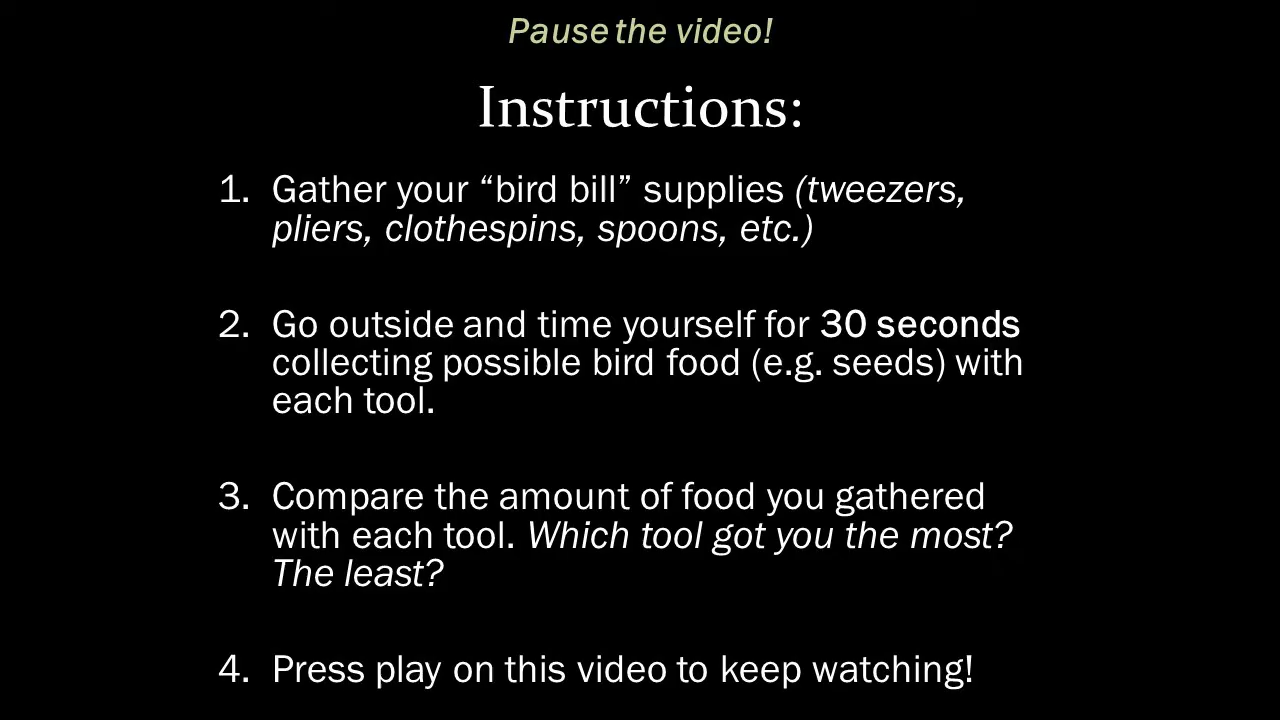 Pause the video!
Instructions:
1. Gather your “bird bill” supplies (tweezers,
pliers, clothespins, spoons, etc.)
2. Go outside and time yourself for 30 seconds
collecting possible bird food (e.g. seeds) with
each tool.
3. Compare the amount of food you gathered
with each tool. Which tool got you the most?
The least?
4. Press play on this video to keep watching!